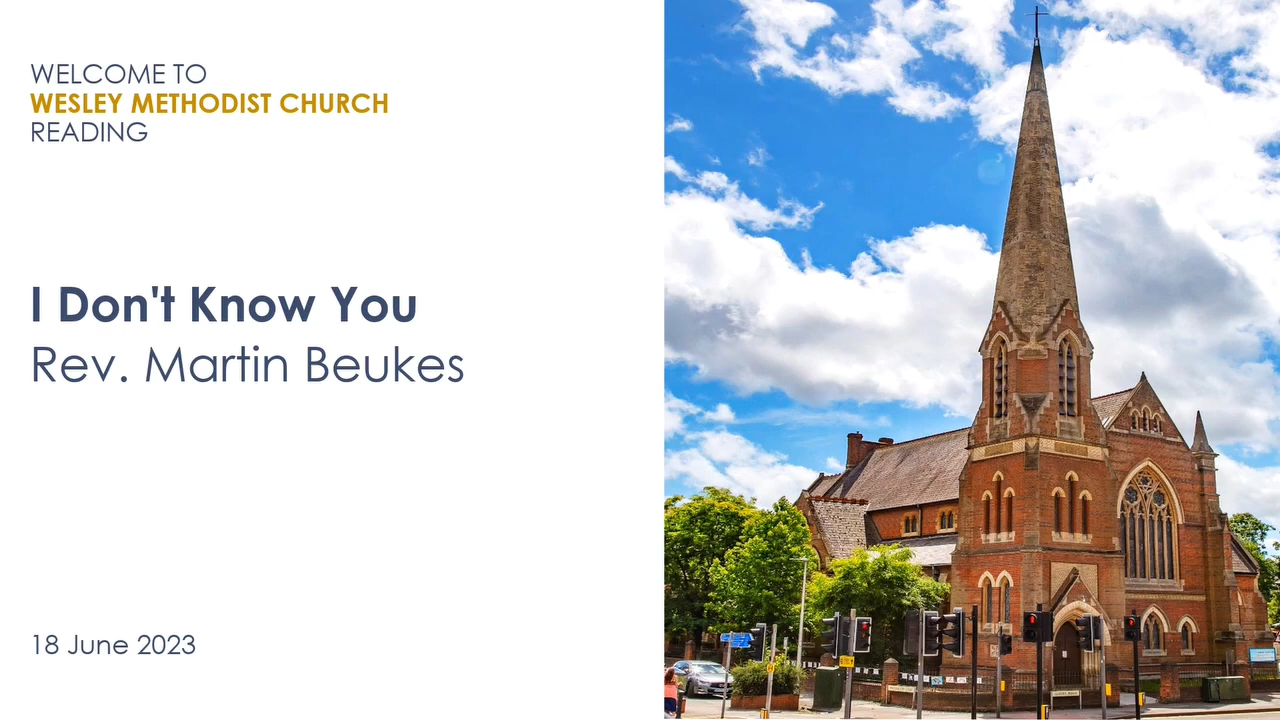 WELCOME TO
WESLEY METHODIST CHURCH
READING
I Don't Know You
Rev. Martin Beukes
18 June 2023